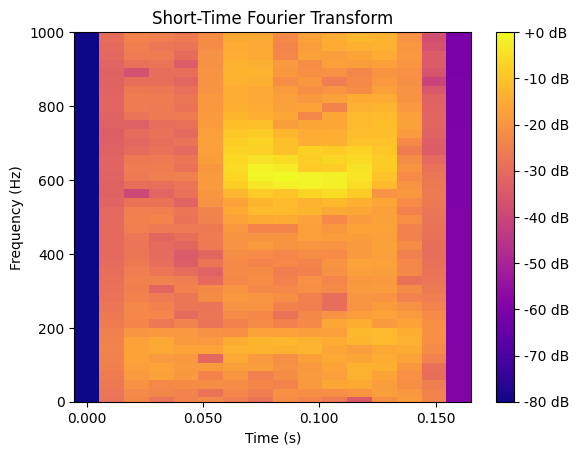 Short-Time Fourier Transform
1000
800
600
400
200
0
Frequency (Hz)
0.000
0.050
0.100
0.150
Time (s)
+0 dB
-10 dB
-20 dB
-30 dB
-40 dB
-50 dB
-60 dB
-70 dB
-80 dB